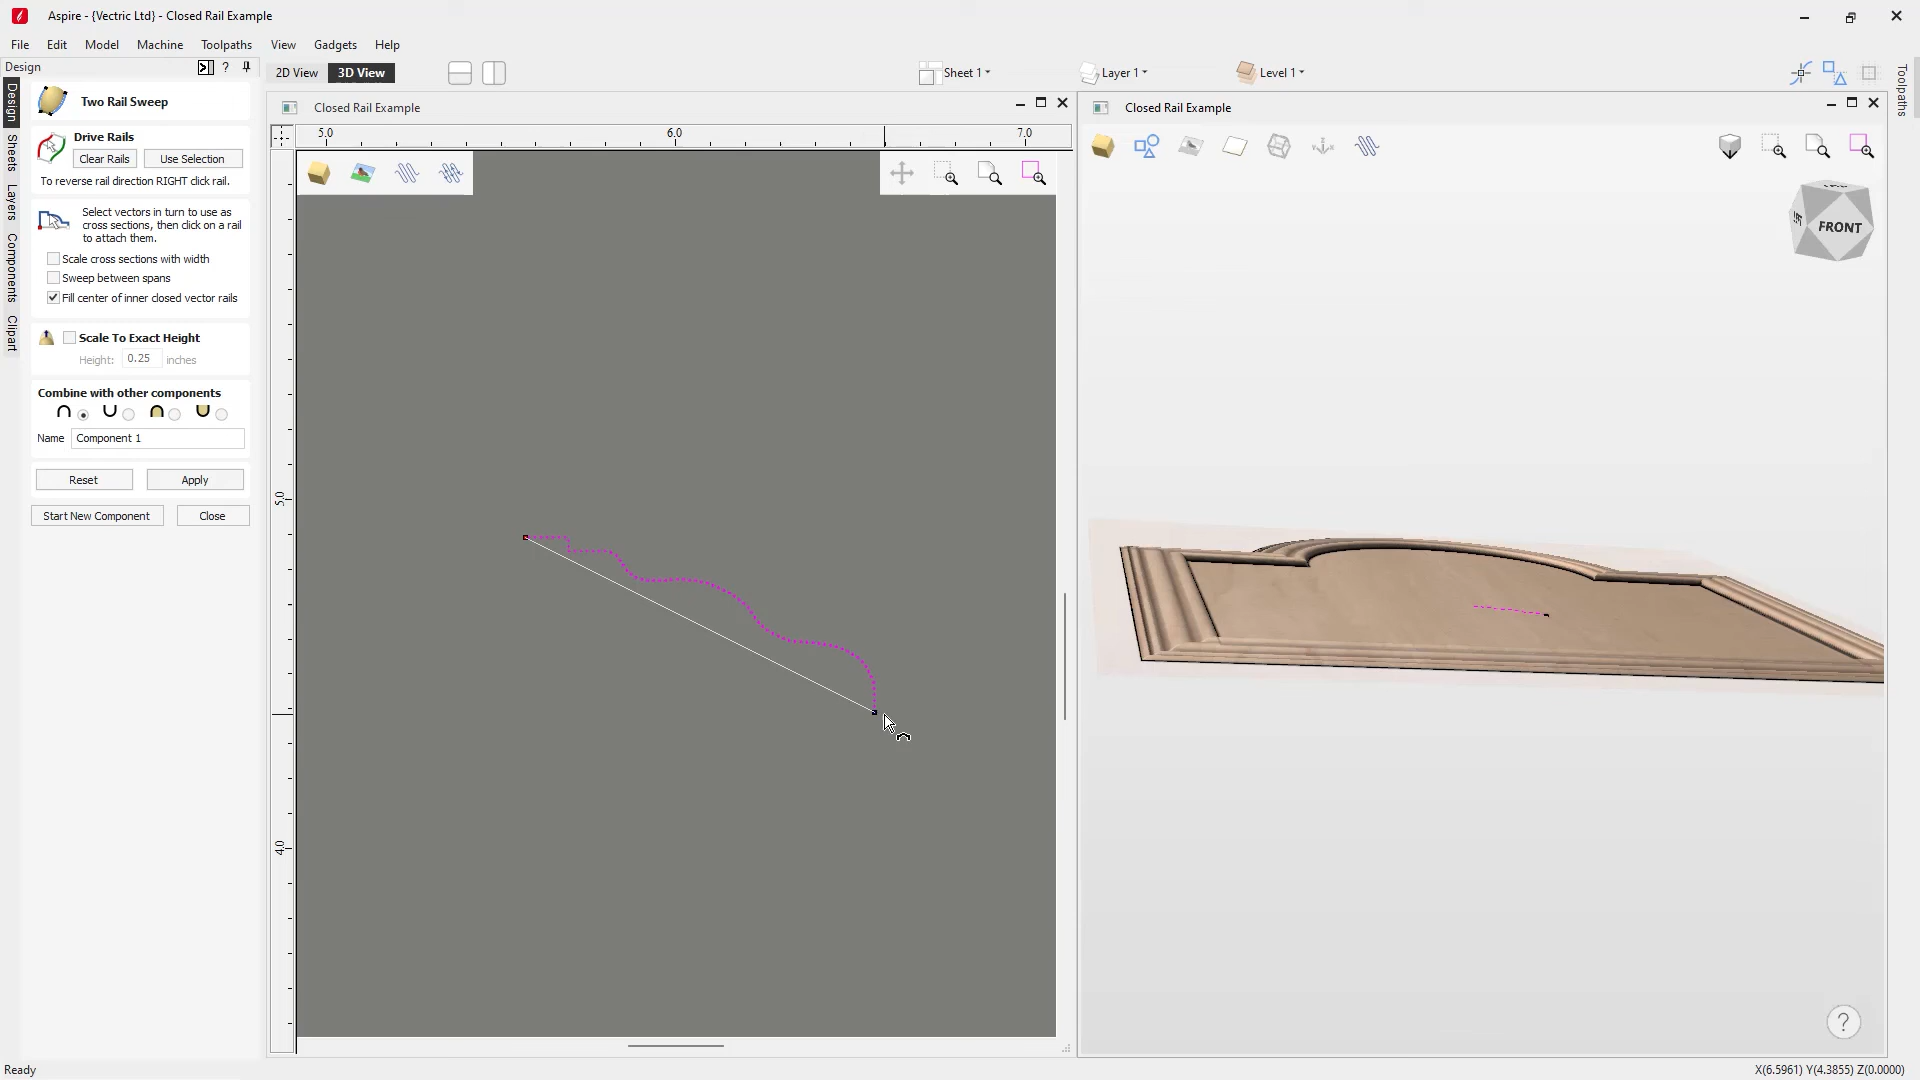 Aspire - {Vectric Ltd} - Closed Rail Example
File Edit Model Machine Toolpaths View Gadgets Help
Design
?
2D View 3D View
Sheet 1
Layer 1
Level 1
Toolpaths
Design
Sheets
Layers
Components
Clipart
Two Rail Sweep
Drive Rails
Clear Rails
Use Selection
To reverse rail direction RIGHT click rail.
Select vectors in turn to use as
cross sections, then click on a rail
to attach them.
Scale cross sections with width
Sweep between spans
Fill center of inner closed vector rails
Scale To Exact Height
Height: 0.25 inches
Combine with other components
Name Component 1
Reset
Apply
Start New Component
Close
Closed Rail Example
5.0 6.0 7.0
5.0
4.0
Closed Rail Example
FRONT
?
Ready
X(6.5961) Y(4.3855) Z(0.0000)